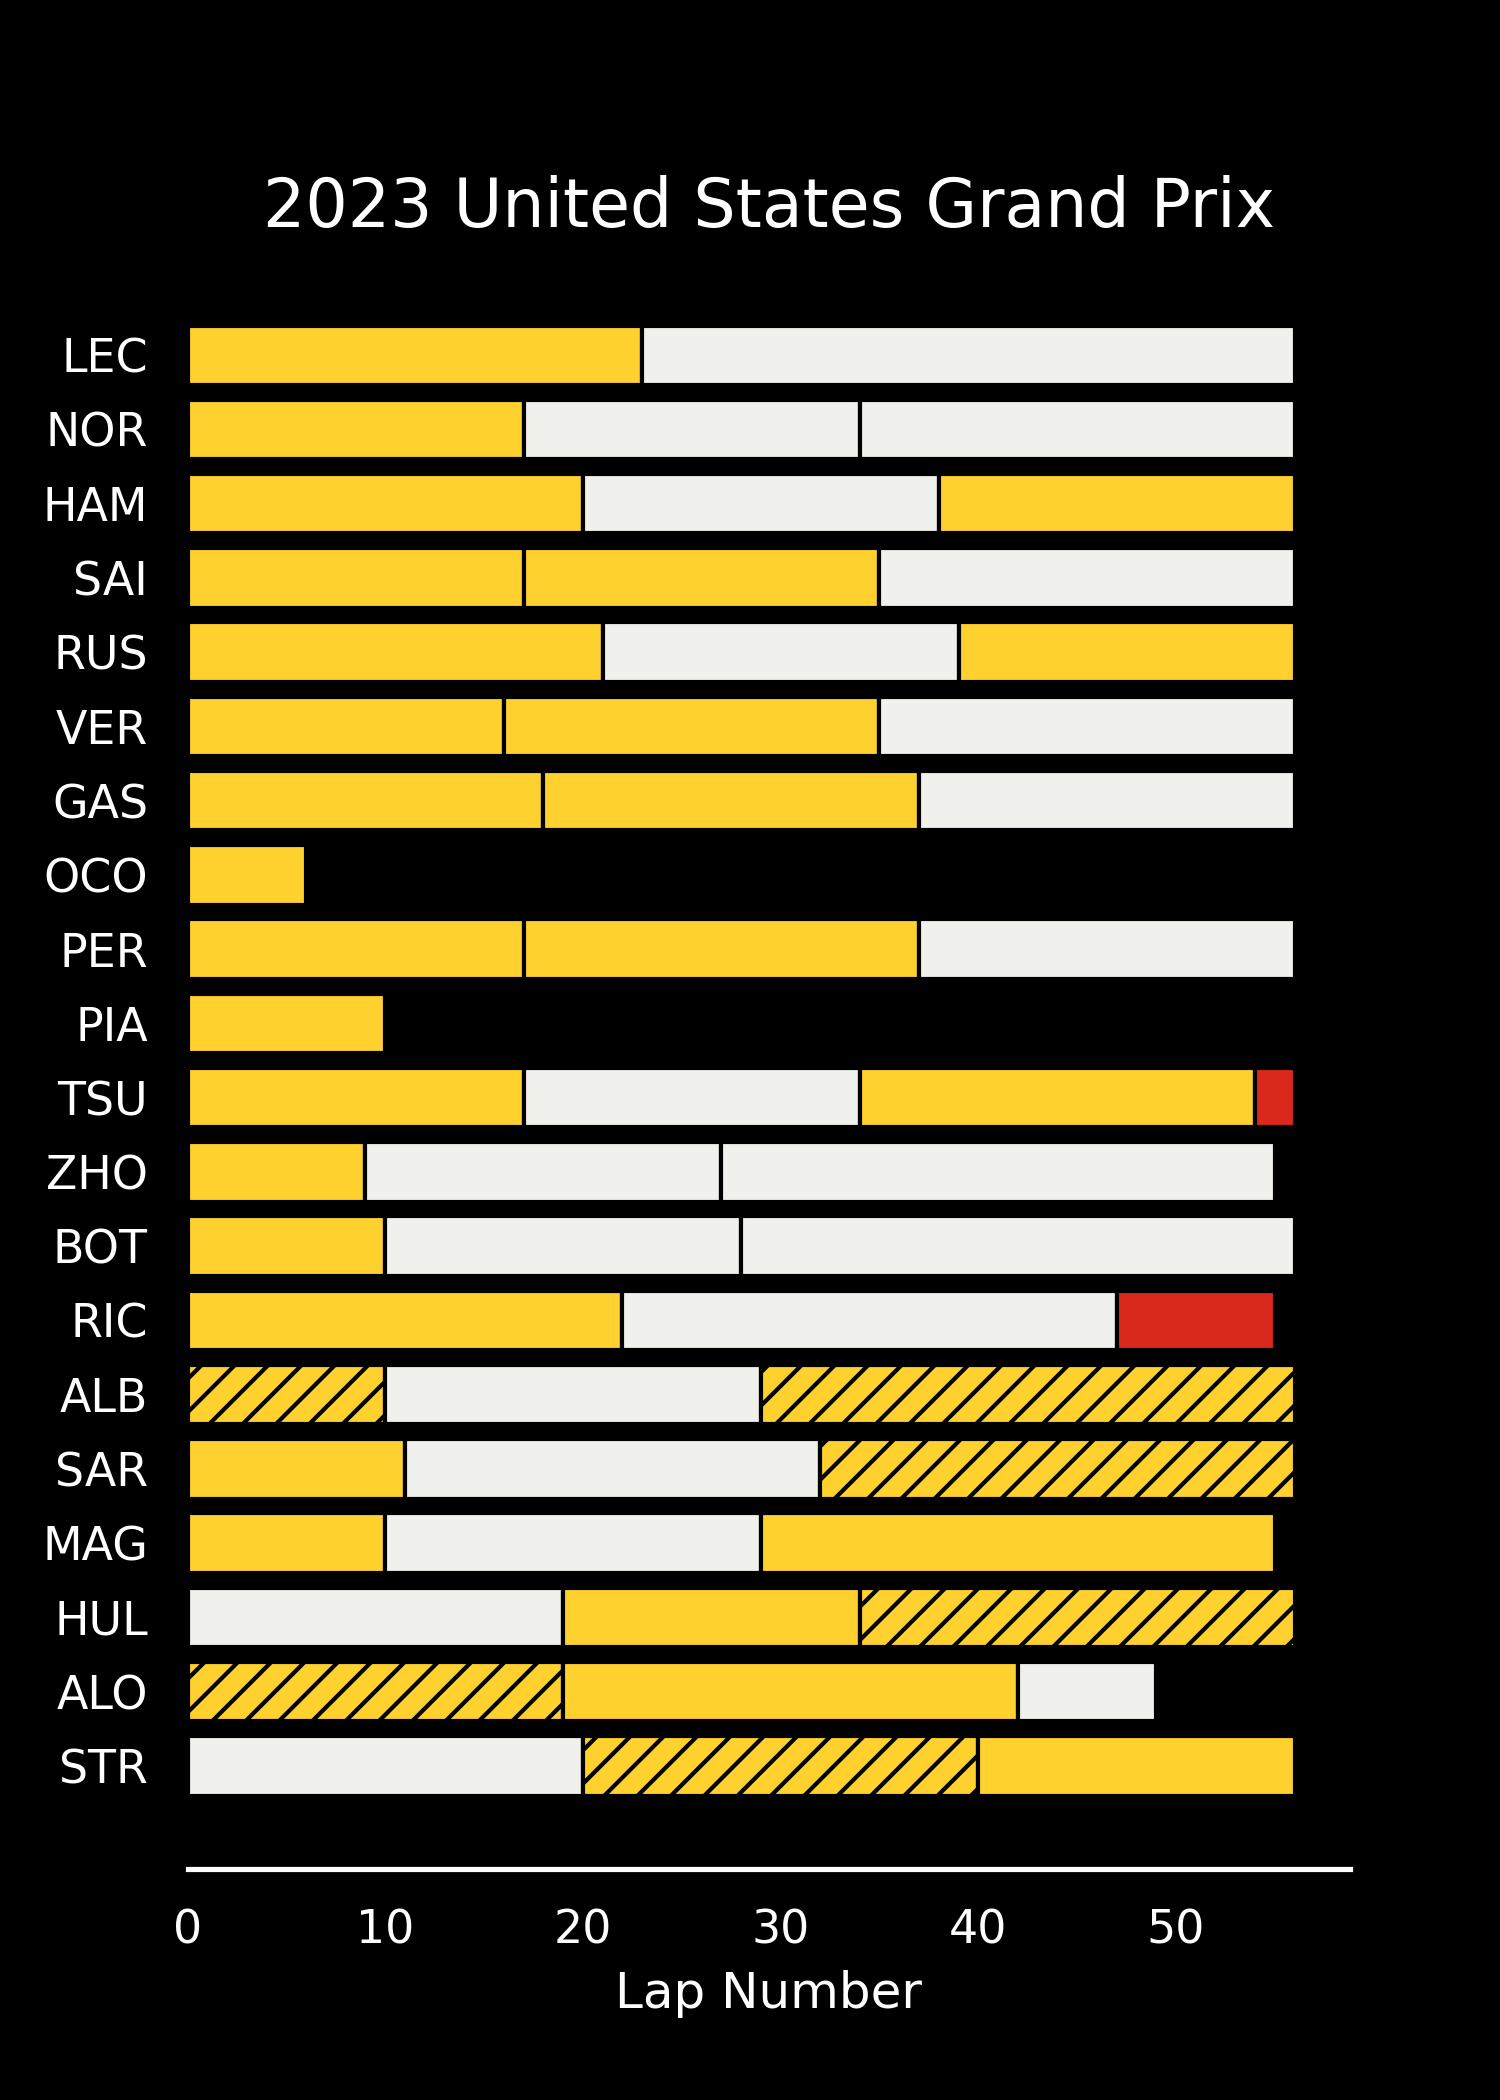 2023 United States Grand Prix
LEC
NOR
HAM
SAI
RUS
VER
GAS
OCO
PER
PIA
TSU
ZHO
BOT
RIC
ALB
SAR
MAG
HUL
ALO
STR
0 10 20 30 40 50
Lap Number